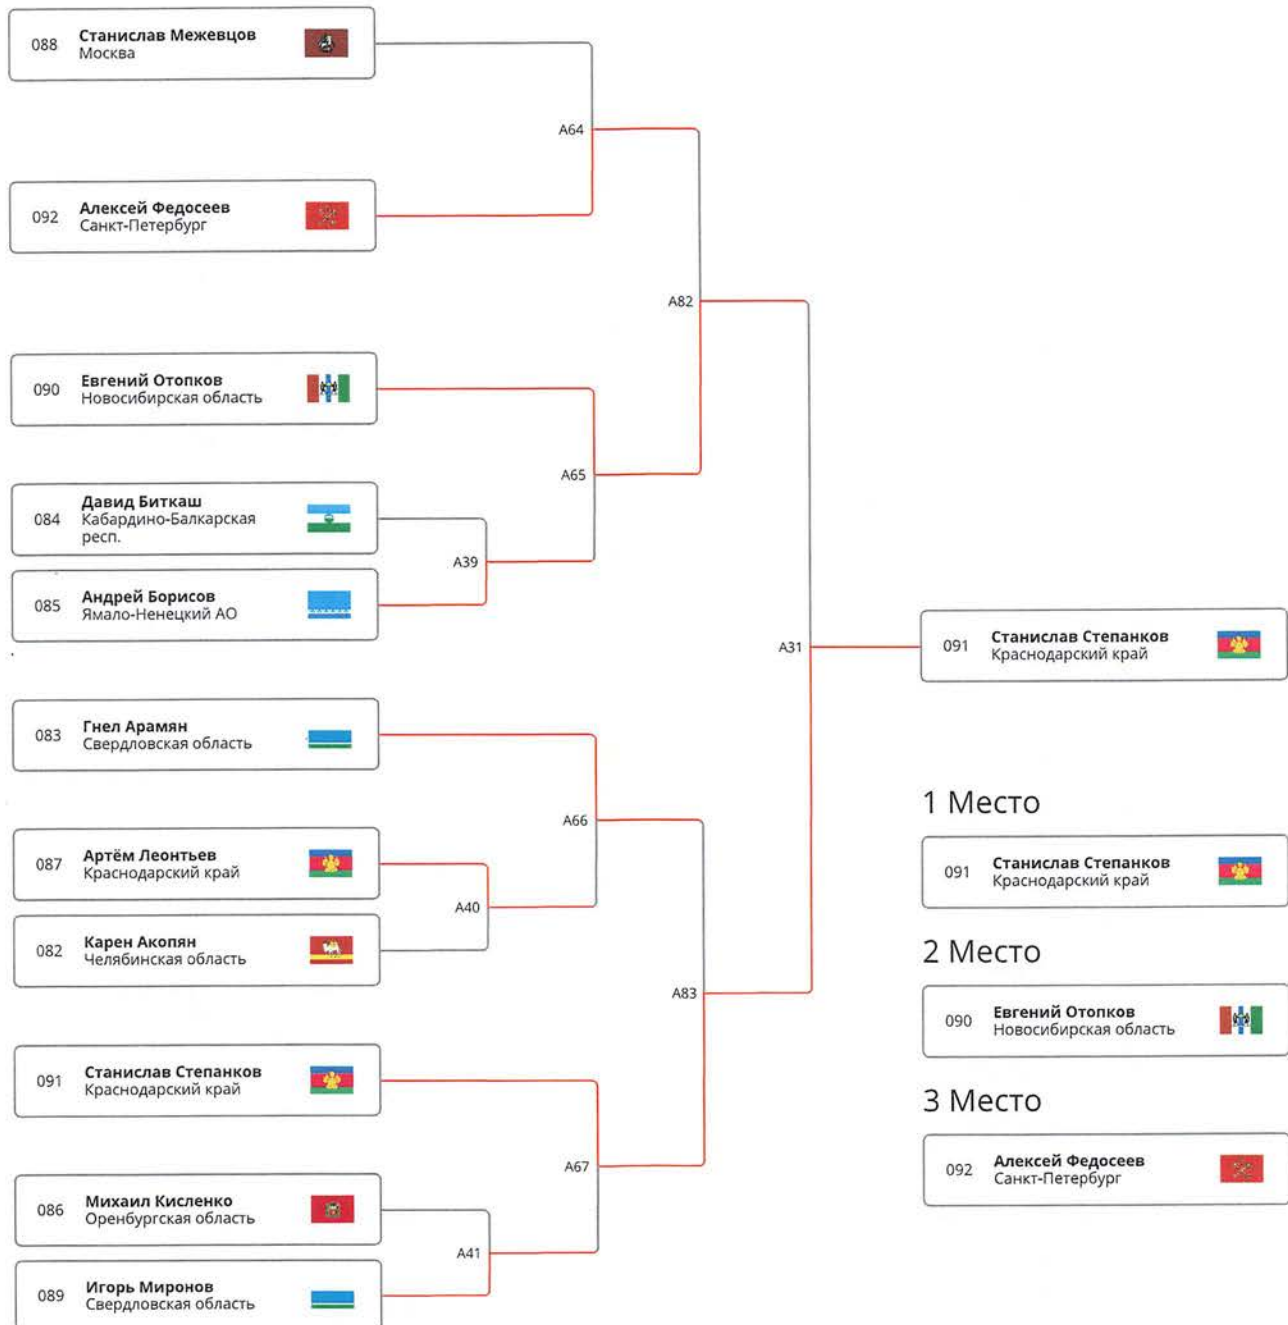 088
Станислав Межевцов
Москва
A64
092
Алексей Федосеев
Санкт-Петербург
A82
090
Евгений Отопков
Новосибирская область
A65
084
Давид Биткаш
Кабардино-Балкарская
респ.
A39
085
Андрей Борисов
Ямало-Ненецкий АО
A31
091
Станислав Степанков
Краснодарский край
083
Гнел Арамян
Свердловская область
A66
087
Артём Леонтьев
Краснодарский край
A40
082
Карен Акопян
Челябинская область
A83
091
Станислав Степанков
Краснодарский край
A67
086
Михаил Кисленко
Оренбургская область
A41
089
Игорь Миронов
Свердловская область
1 Место
091
Станислав Степанков
Краснодарский край
2 Место
090
Евгений Отопков
Новосибирская область
3 Место
092
Алексей Федосеев
Санкт-Петербург